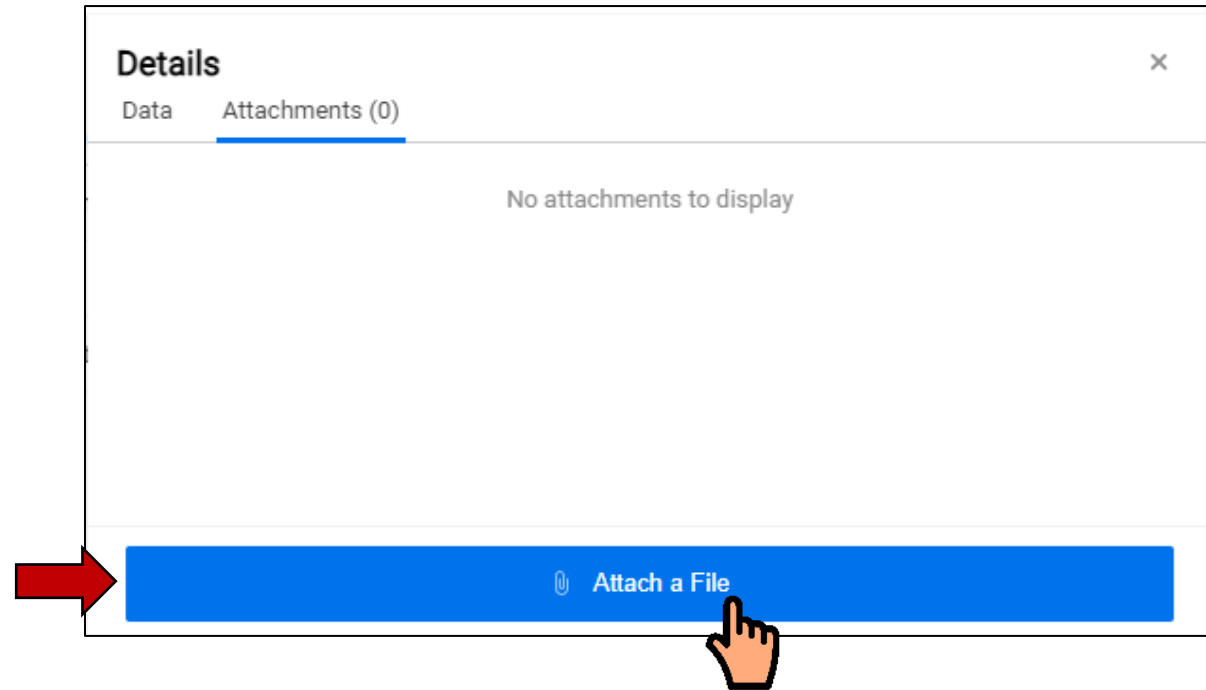 Details
Data Attachments (0)
No attachments to display
Attach a File